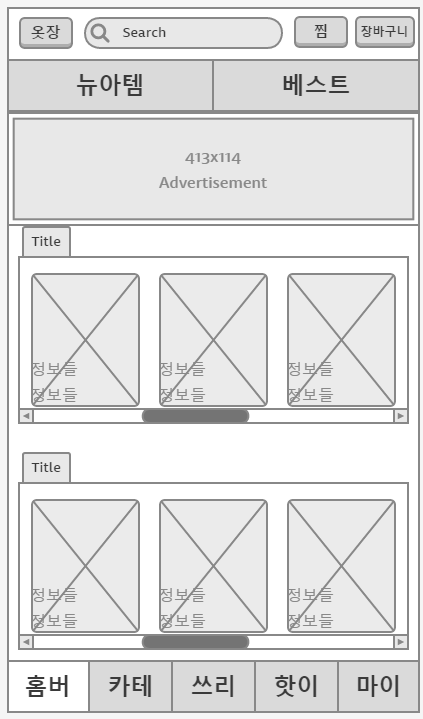 옷장 Search 찜 장바구니
뉴아템 베스트
413x114
Advertisement
Title
정보들 정보들 정보들
정보들 정보들 정보들
Title
정보들 정보들 정보들
정보들 정보들 정보들
홈버 카테 쓰리 핫이 마이